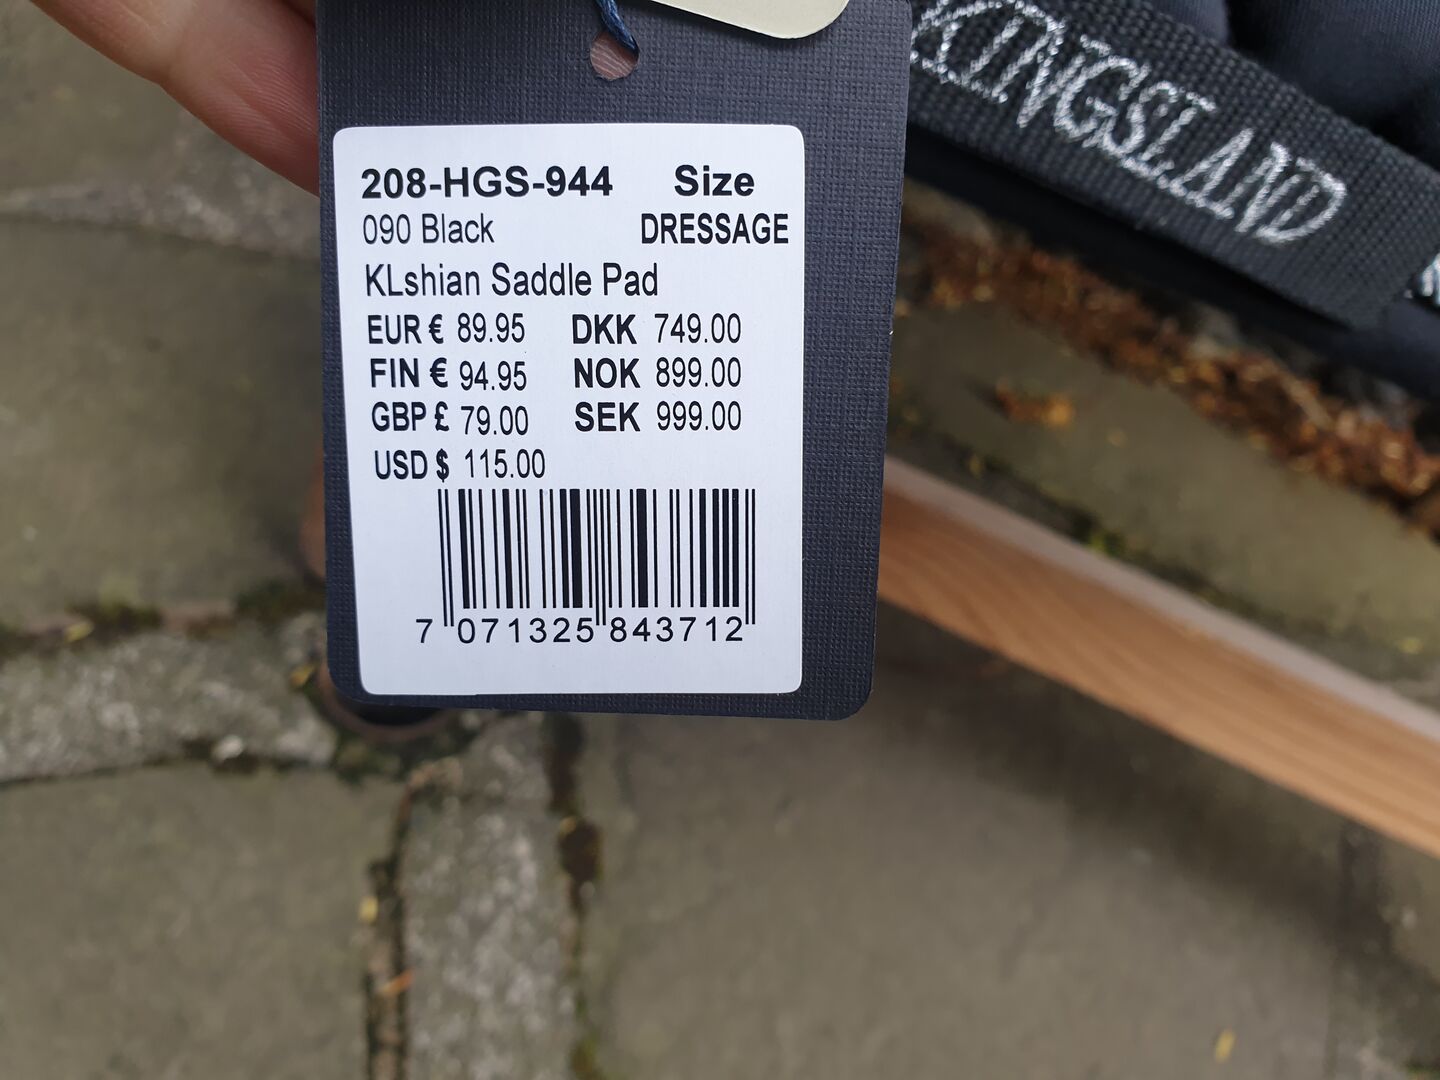 KINGSLAND
208-HGS-944 Size
090 Black DRESSAGE
KLshian Saddle Pad
EUR € 89.95 DKK 749.00
FIN € 94.95 NOK 899.00
GBP £ 79.00 SEK 999.00
USD $ 115.00
7 071325 843712